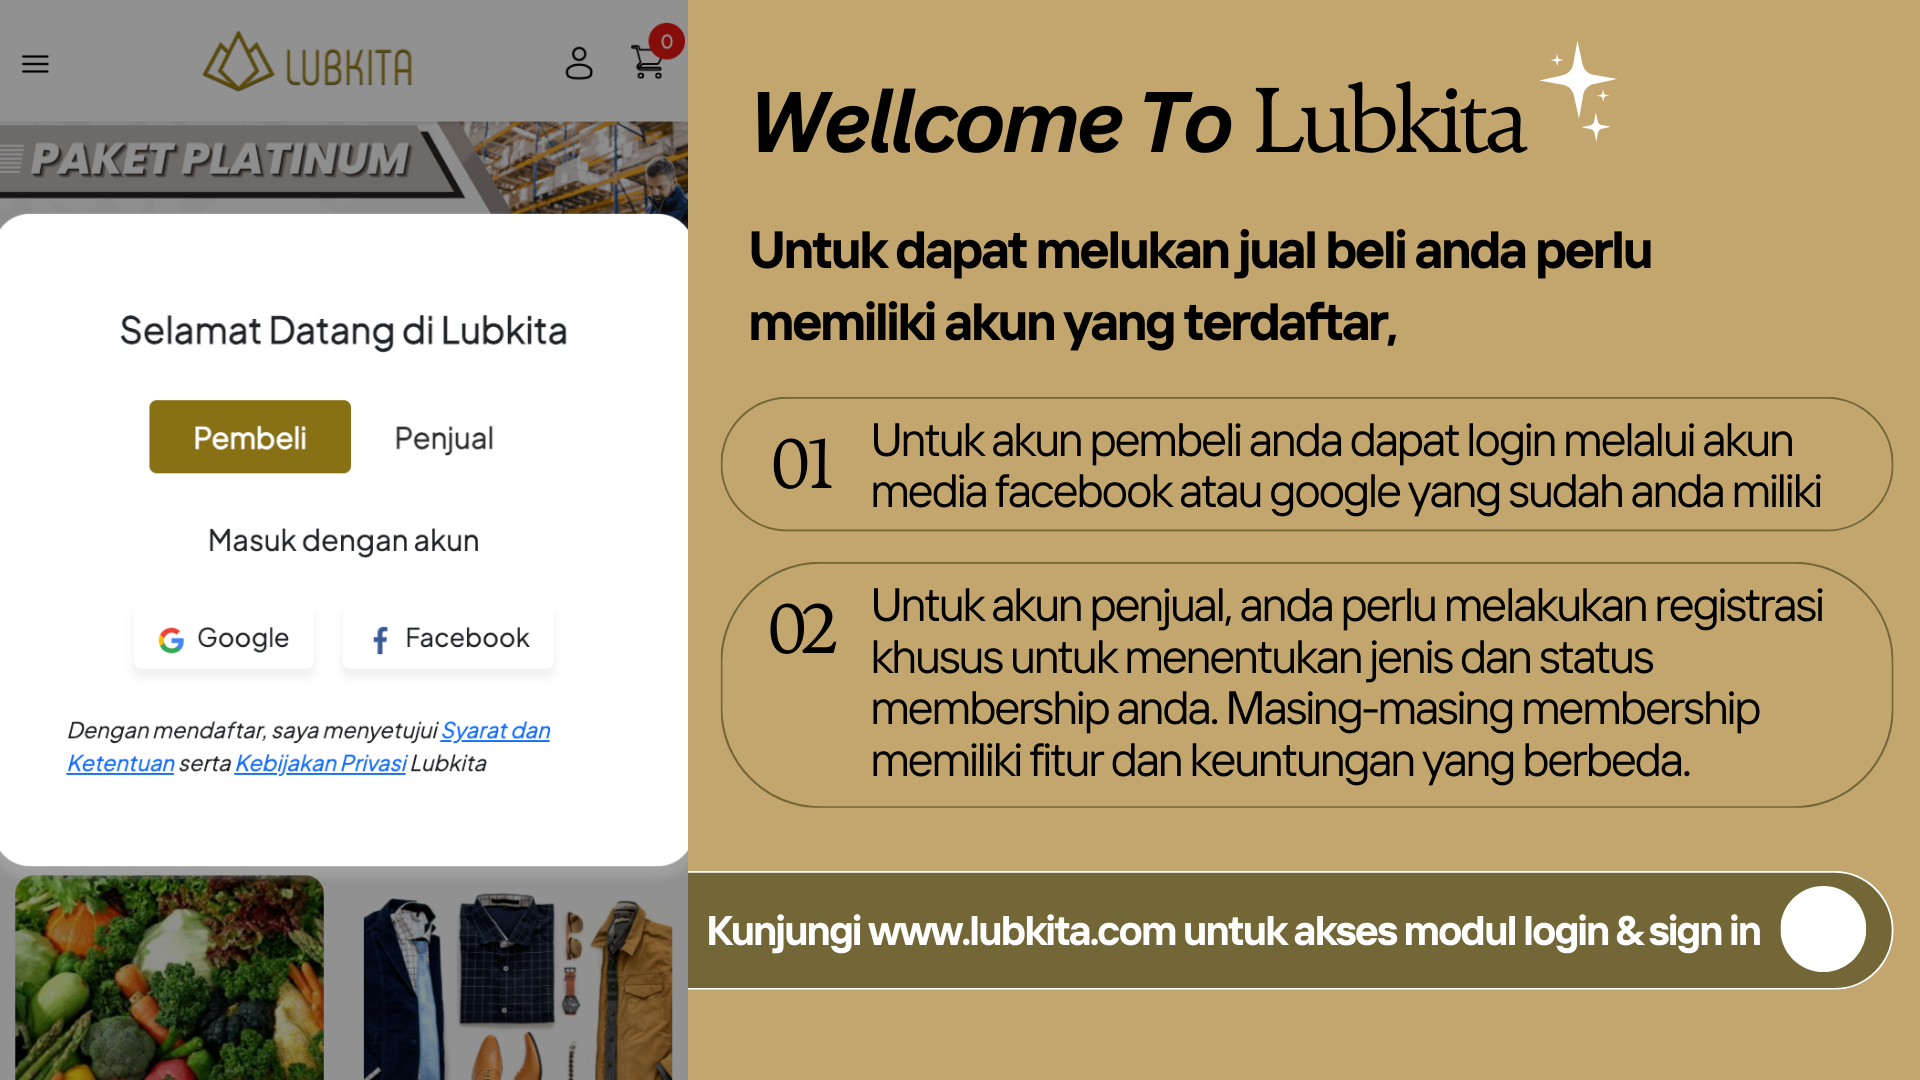 LUBKITA
0
PAKET PLATINUM
Selamat Datang di Lubkita
Pembeli
Penjual
Masuk dengan akun
Google
Facebook
Dengan mendaftar, saya menyetujui Syarat dan
Ketentuan serta Kebijakan Privasi Lubkita
Wellcome To Lubkita
Untuk dapat melukan jual beli anda perlu
memiliki akun yang terdaftar,
01
Untuk akun pembeli anda dapat login melalui akun
media facebook atau google yang sudah anda miliki
02
Untuk akun penjual, anda perlu melakukan registrasi
khusus untuk menentukan jenis dan status
membership anda. Masing-masing membership
memiliki fitur dan keuntungan yang berbeda.
Kunjungi www.lubkita.com untuk akses modul login & sign in